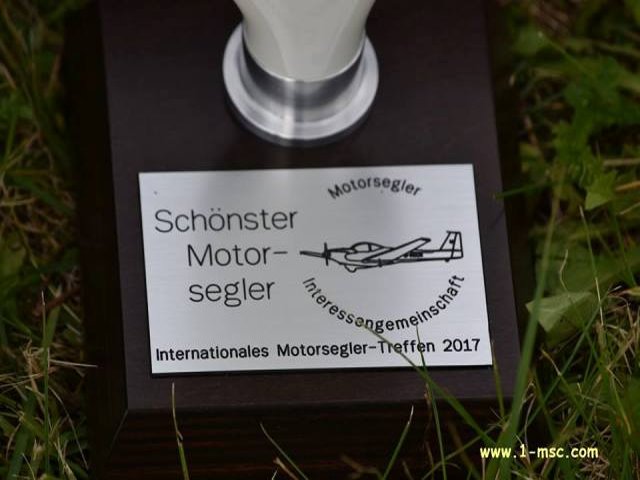 Schönster
Motor-
segler
Motorsegler
Interessengemeinschaft
Internationales Motorsegler-Treffen 2017
www.1-msc.com